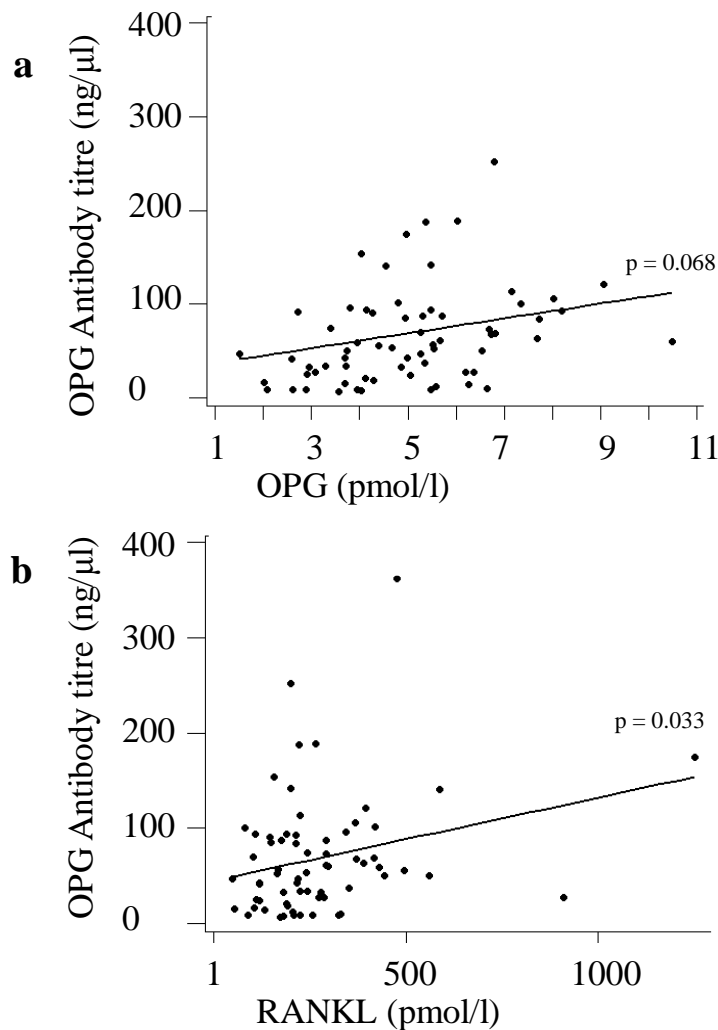 a
OPG Antibody titre (ng/µl)
400
300
200
100
0
p = 0.068
1 3 5 7 9 11
OPG (pmol/l)
b
OPG Antibody titre (ng/µl)
400
300
200
100
0
p = 0.033
1 500 1000
RANKL (pmol/l)